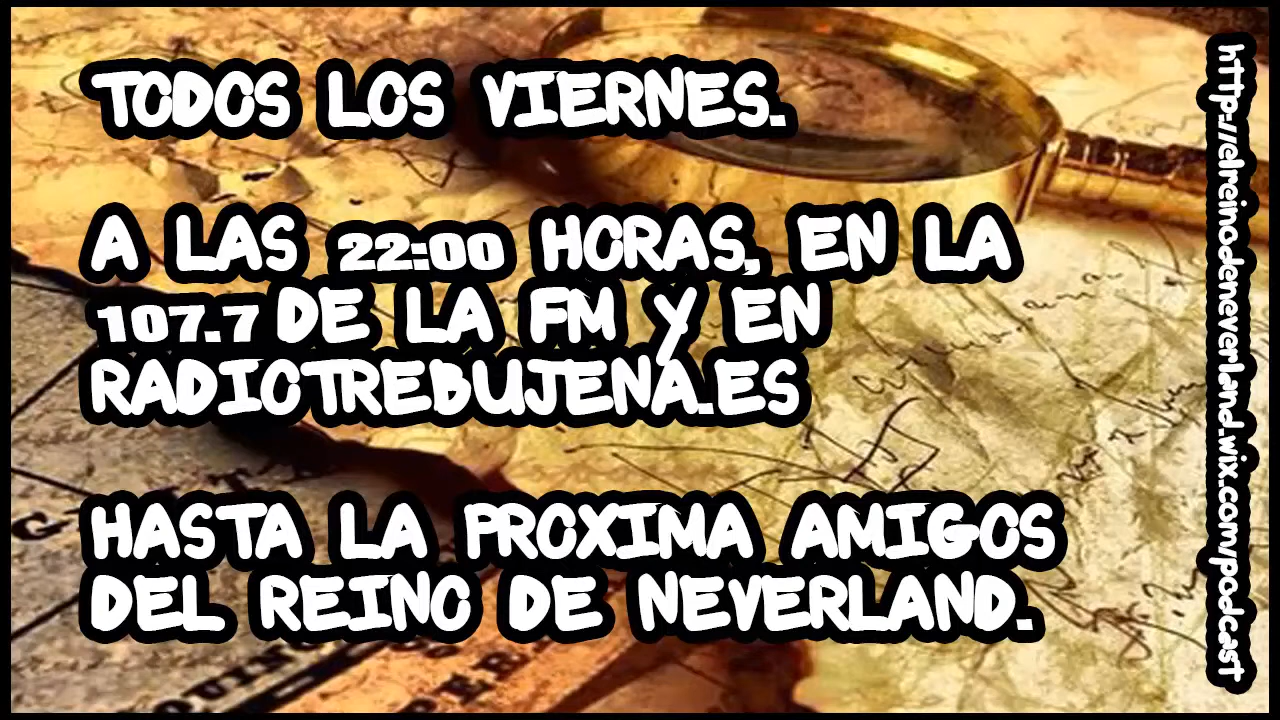 TODOS LOS VIERNES.
A LAS 22:00 HORAS, EN LA
107.7 DE LA FM Y EN
RADIOTREBUJENA.ES
HASTA LA PROXIMA AMIGOS
DEL REINO DE NEVERLAND.
http://elreinodeneverland.wix.com/podcast